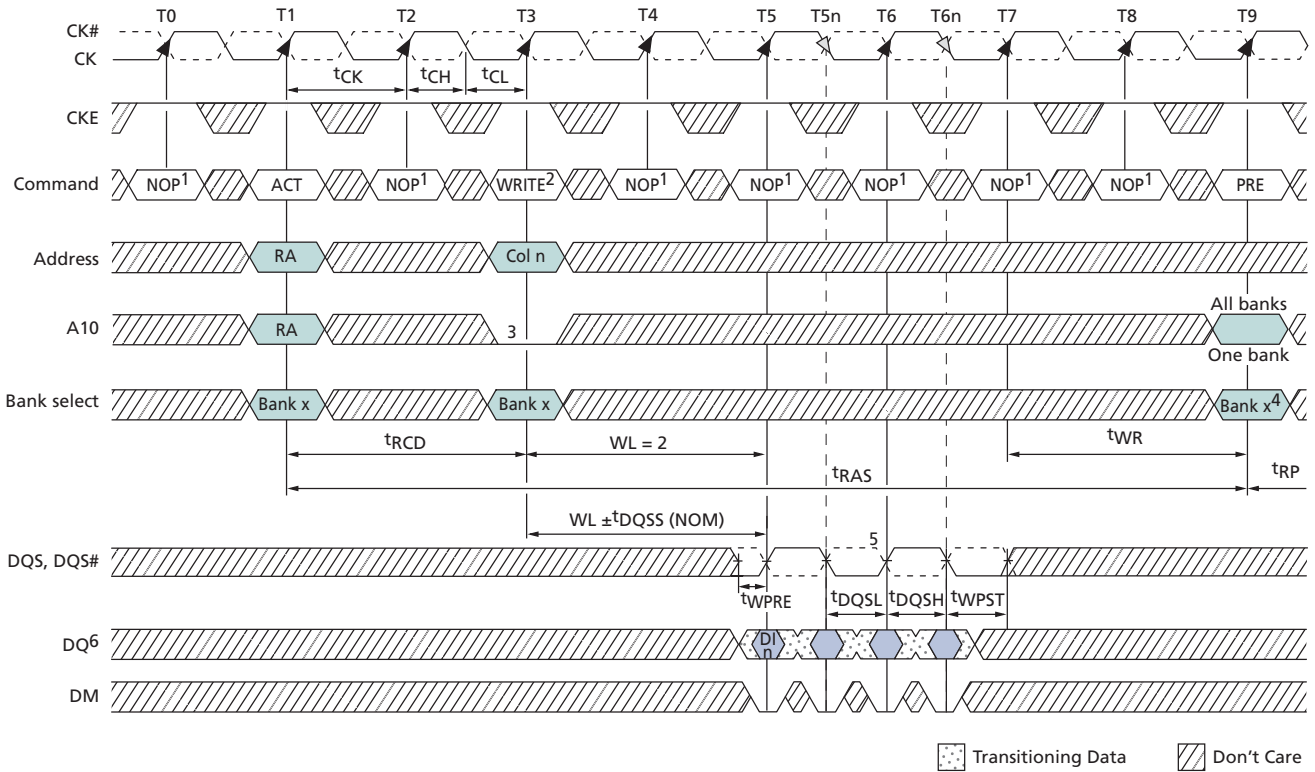 T0 T1 T2 T3 T4 T5 T5n T6 T6n T7 T8 T9
CK#
CK
tCK tCH tCL
CKE
Command NOP1 ACT NOP1 WRITE2 NOP1 NOP1 NOP1 NOP1 NOP1 PRE
Address RA Col n
All banks
A10 RA 3
One bank
Bank select Bank x Bank x Bank x4
tRCD WL = 2 tWR
tRAS tRP
WL ±tDQSS (NOM)
5
DQS, DQS#
tWPRE tDQSL tDQSH tWPST
DQ6 DI
n
DM
Transitioning Data Don't Care